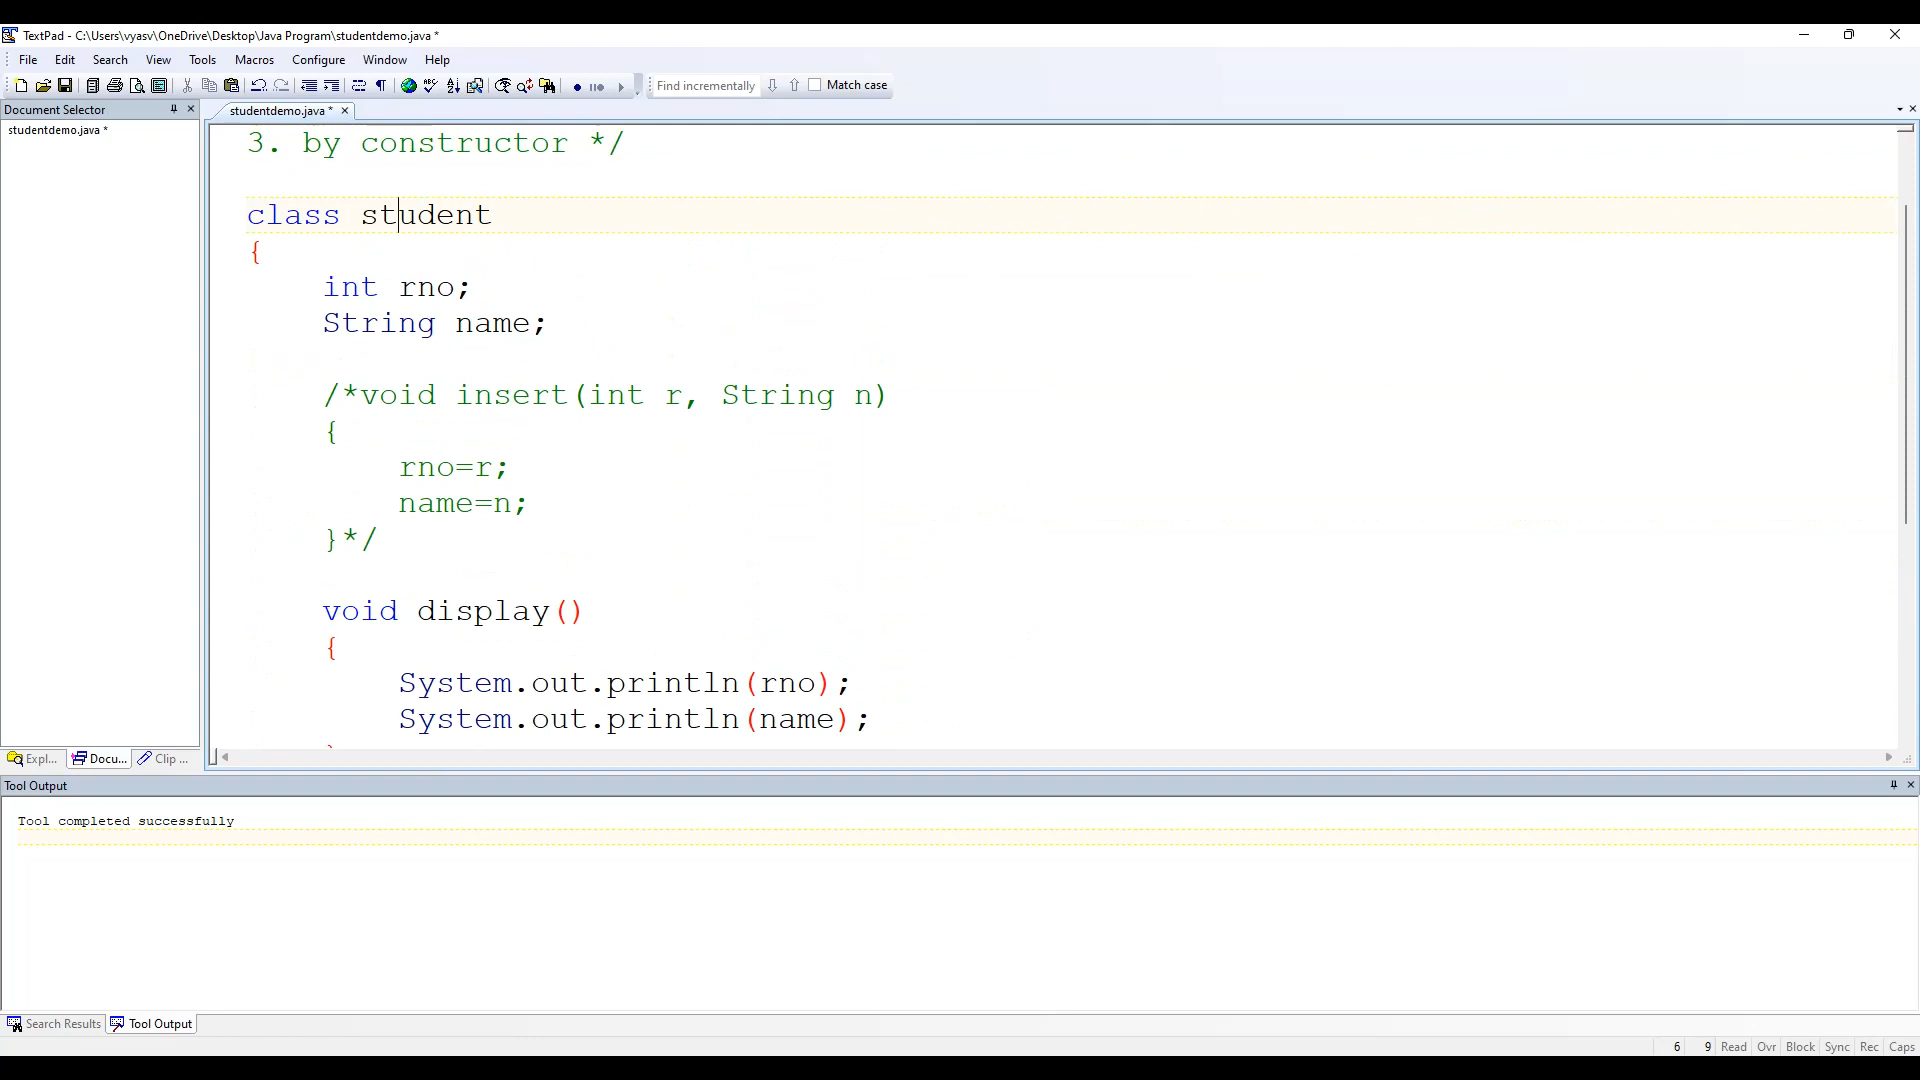 TextPad - C:\Users\vyasv\OneDrive\Desktop\Java Program\studentdemo.java *
File Edit Search View Tools Macros Configure Window Help
Find incrementally Match case
Document Selector
studentdemo.java *
studentdemo.java *
3. by constructor */
class student
{
int rno;
String name;
/*void insert(int r, String n)
{
rno=r;
name=n;
}*/
void display()
{
System.out.println(rno);
System.out.println(name);
Expl... Docu... Clip ...
Tool Output
Tool completed successfully
Search Results Tool Output
6 9 Read Ovr Block Sync Rec Caps